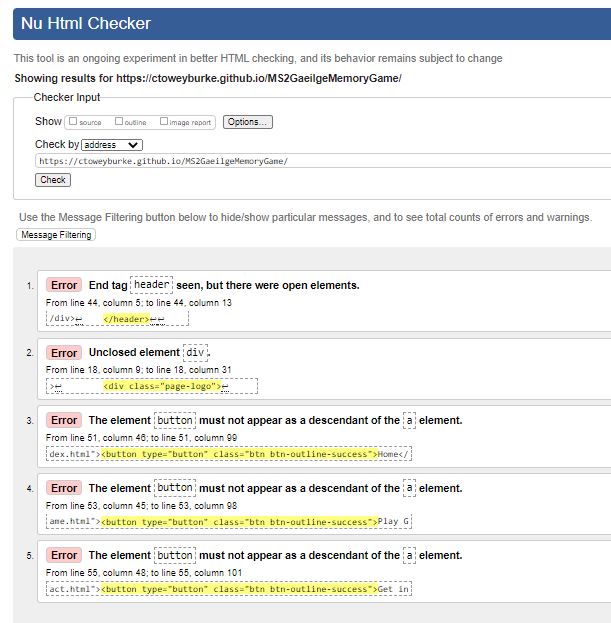 Nu Html Checker
This tool is an ongoing experiment in better HTML checking, and its behavior remains subject to change
Showing results for https://ctoweyburke.github.io/MS2GaeilgeMemoryGame/
Checker Input
Show source outline image report Options...
Check by address
https://ctoweyburke.github.io/MS2GaeilgeMemoryGame/
Check
Use the Message Filtering button below to hide/show particular messages, and to see total counts of errors and warnings.
Message Filtering
1. Error End tag header seen, but there were open elements.
From line 44, column 5; to line 44, column 13
/div>↩ </header>↩↩
2. Error Unclosed element div.
From line 18, column 9; to line 18, column 31
>↩ <div class="page-logo">↩
3. Error The element button must not appear as a descendant of the a element.
From line 51, column 46; to line 51, column 99
dex.html"><button type="button" class="btn btn-outline-success">Home</
4. Error The element button must not appear as a descendant of the a element.
From line 53, column 45; to line 53, column 98
ame.html"><button type="button" class="btn btn-outline-success">Play G
5. Error The element button must not appear as a descendant of the a element.
From line 55, column 48; to line 55, column 101
act.html"><button type="button" class="btn btn-outline-success">Get in